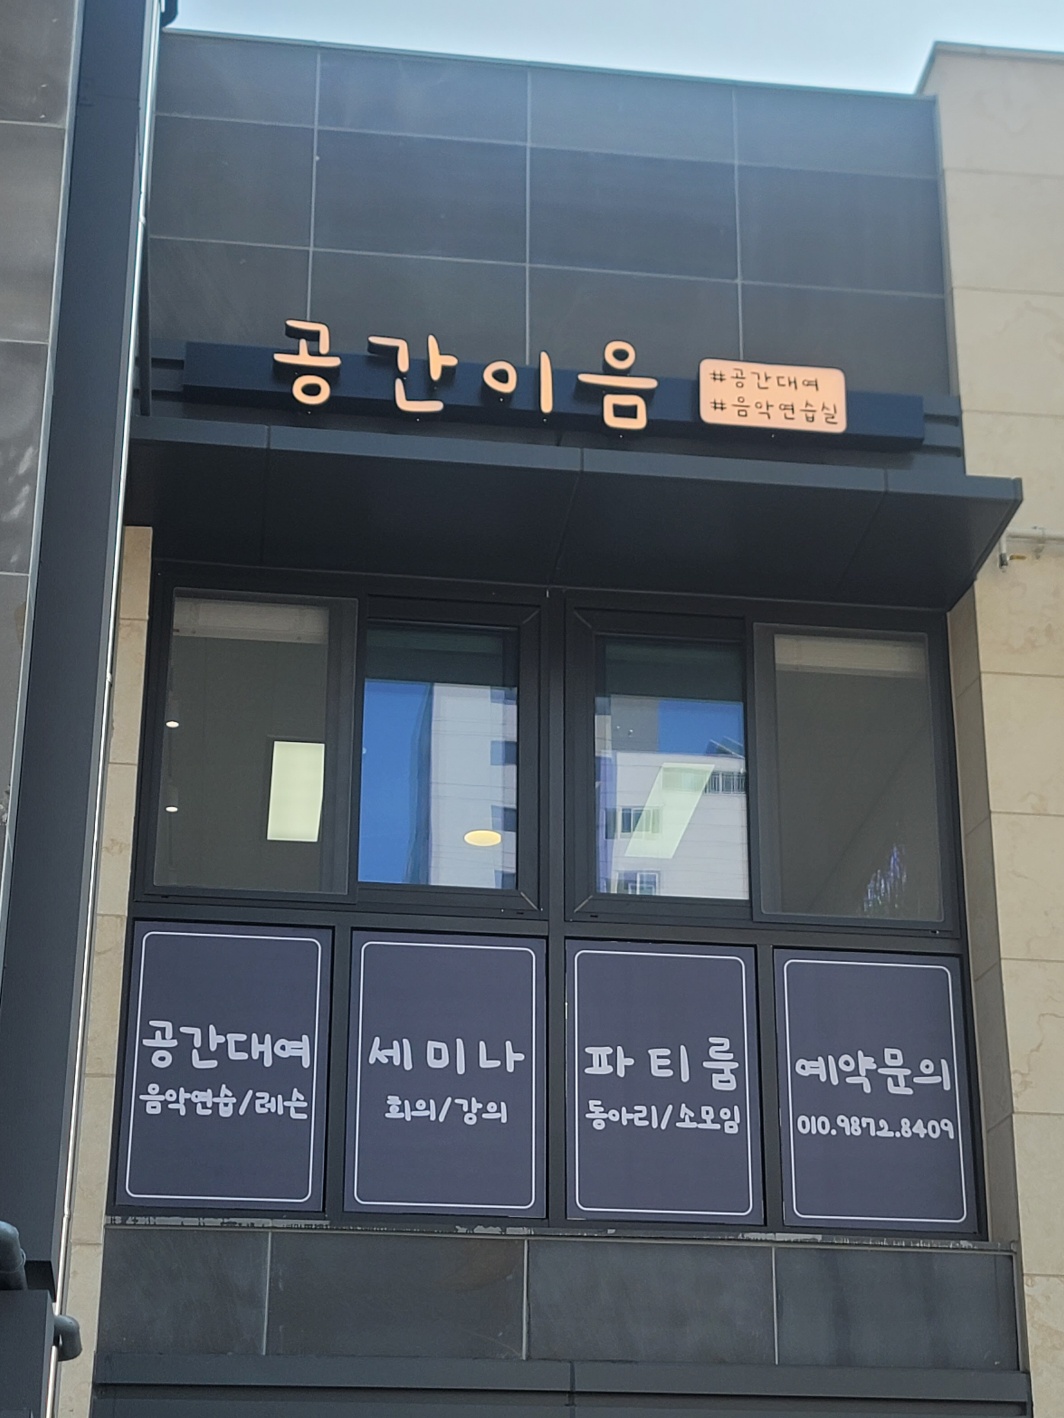 공간이음
#공간대여
#음악연습실
공간대여
음악연습/레슨
세미나
회의/강의
파티룸
동아리/소모임
예약문의
010.9872.8409